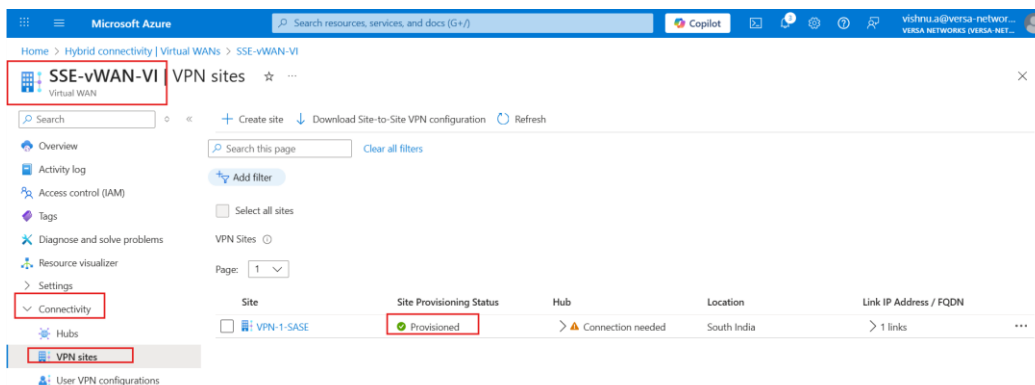 Microsoft Azure
Search resources, services, and docs (G+/)
Copilot
3
vishnu.a@versa-networ...
VERSA NETWORKS (VERSA-NET...
Home > Hybrid connectivity | Virtual WANs > SSE-vWAN-VI
SSE-vWAN-VI | VPN sites
Virtual WAN
Search
Create site
Download Site-to-Site VPN configuration
Refresh
Overview
Search this page
Clear all filters
Activity log
Add filter
Access control (IAM)
Tags
Select all sites
Diagnose and solve problems
VPN Sites
Resource visualizer
Page: 1
Settings
Connectivity
Site Site Provisioning Status Hub Location Link IP Address / FQDN
Hubs
VPN-1-SASE Provisioned Connection needed South India 1 links
VPN sites
User VPN configurations